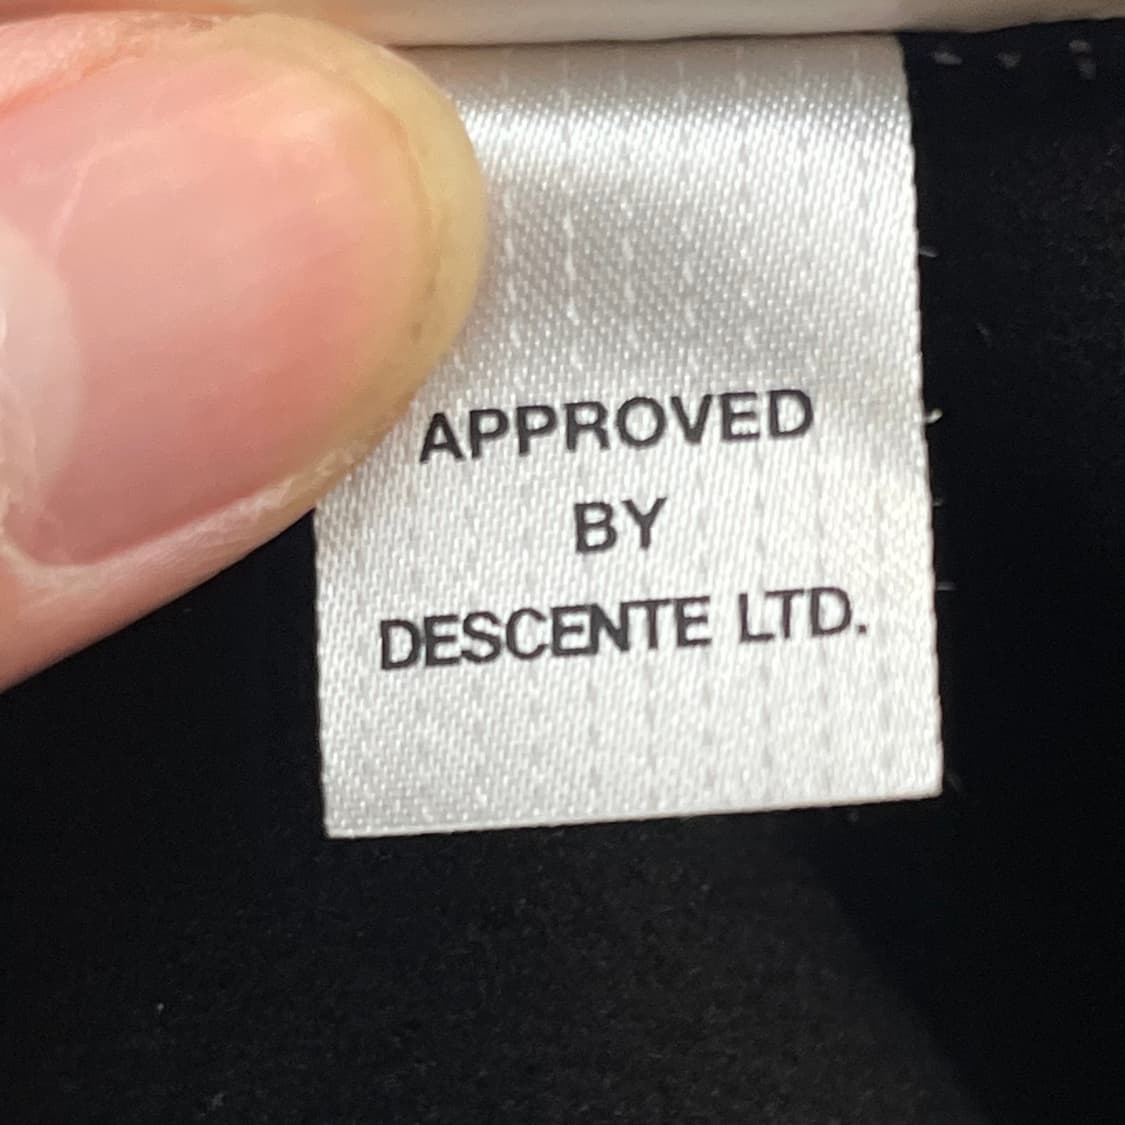 APPROVED
BY
DESCENTE LTD.